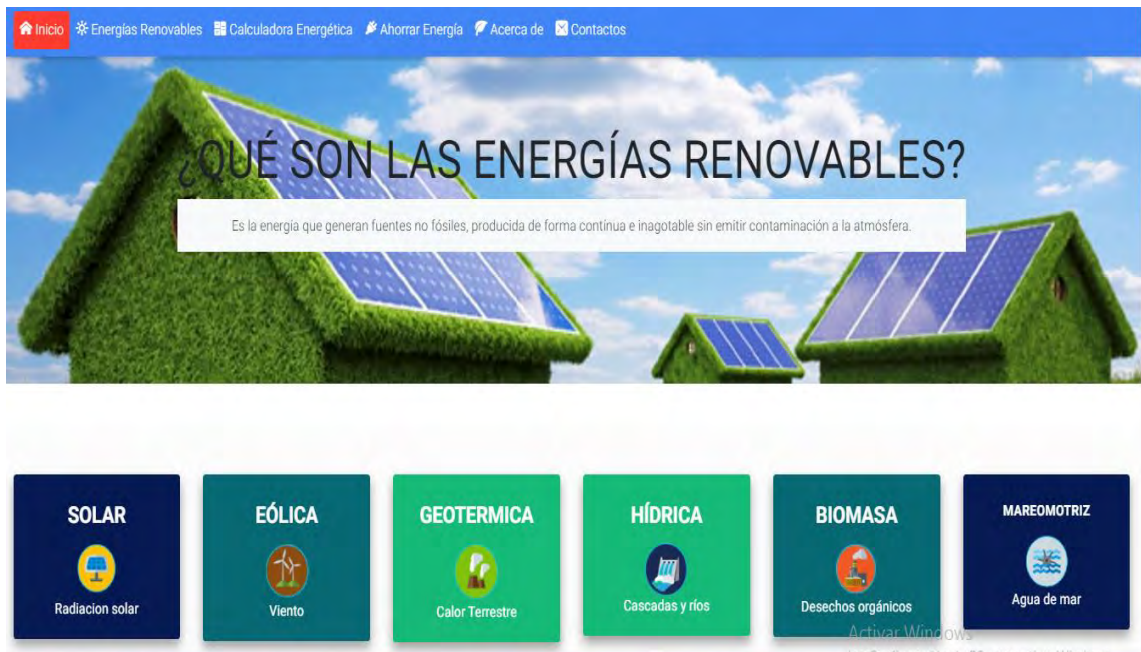 Inicio Energías Renovables Calculadora Energética Ahorrar Energía Acerca de Contactos
¿QUÉ SON LAS ENERGÍAS RENOVABLES?
Es la energía que generan fuentes no fósiles, producida de forma contínua e inagotable sin emitir contaminación a la atmósfera.
SOLAR
Radiacion solar
EÓLICA
Viento
GEOTERMICA
Calor Terrestre
HÍDRICA
Cascadas y ríos
BIOMASA
Desechos orgánicos
MAREOMOTRIZ
Agua de mar
Activar Windows